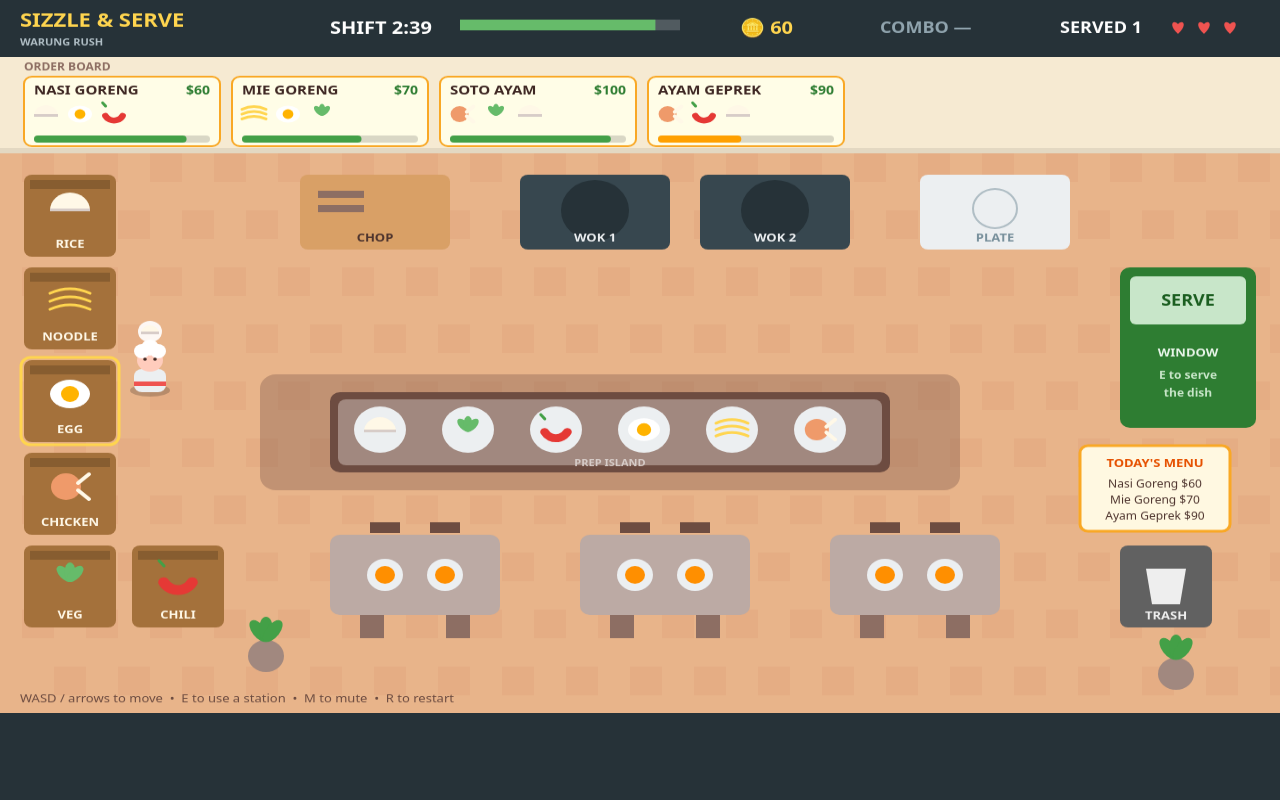 SIZZLE & SERVE
WARUNG RUSH
SHIFT 2:39
60
COMBO —
SERVED 1
ORDER BOARD
NASI GORENG $60
MIE GORENG $70
SOTO AYAM $100
AYAM GEPREK $90
RICE
CHOP
WOK 1
WOK 2
PLATE
NOODLE
SERVE
WINDOW
E to serve
the dish
EGG
PREP ISLAND
TODAY'S MENU
Nasi Goreng $60
Mie Goreng $70
Ayam Geprek $90
CHICKEN
VEG
CHILI
TRASH
WASD / arrows to move • E to use a station • M to mute • R to restart